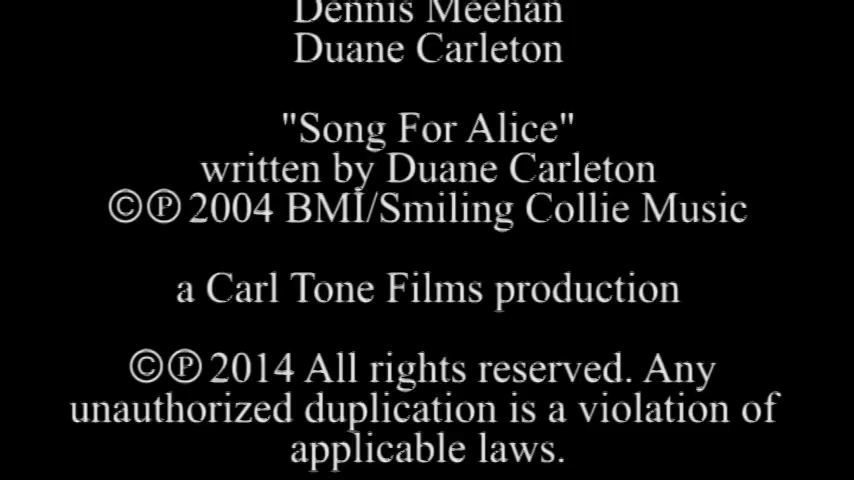 Dennis Meehan
Duane Carleton
"Song For Alice"
written by Duane Carleton
©℗ 2004 BMI/Smiling Collie Music
a Carl Tone Films production
©℗ 2014 All rights reserved. Any
unauthorized duplication is a violation of
applicable laws.